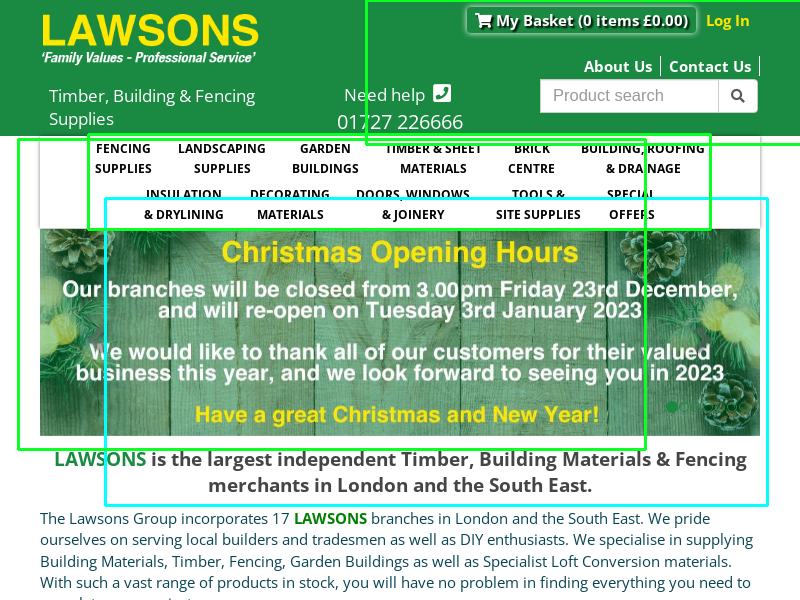 LAWSONS
'Family Values - Professional Service'
My Basket (0 items £0.00) Log In
About Us Contact Us
Timber, Building & Fencing
Supplies
Need help
01727 226666
Product search
FENCING
SUPPLIES
LANDSCAPING
SUPPLIES
GARDEN
BUILDINGS
TIMBER & SHEET
MATERIALS
BRICK
CENTRE
BUILDING, ROOFING
& DRAINAGE
INSULATION
& DRYLINING
DECORATING
MATERIALS
DOORS, WINDOWS
& JOINERY
TOOLS &
SITE SUPPLIES
SPECIAL
OFFERS
Christmas Opening Hours
Our branches will be closed from 3.00pm Friday 23rd December,
and will re-open on Tuesday 3rd January 2023
We would like to thank all of our customers for their valued
business this year, and we look forward to seeing you in 2023
Have a great Christmas and New Year!
LAWSONS is the largest independent Timber, Building Materials & Fencing
merchants in London and the South East.
The Lawsons Group incorporates 17 LAWSONS branches in London and the South East. We pride
ourselves on serving local builders and tradesmen as well as DIY enthusiasts. We specialise in supplying
Building Materials, Timber, Fencing, Garden Buildings as well as Specialist Loft Conversion materials.
With such a vast range of products in stock, you will have no problem in finding everything you need to